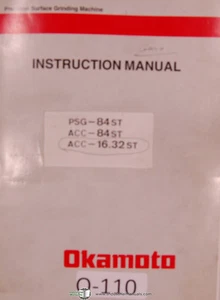 Precision Surface Grinding Machine
INSTRUCTION MANUAL
PSG-84ST
ACC-84ST
ACC-16.32ST
Okamoto
O-110